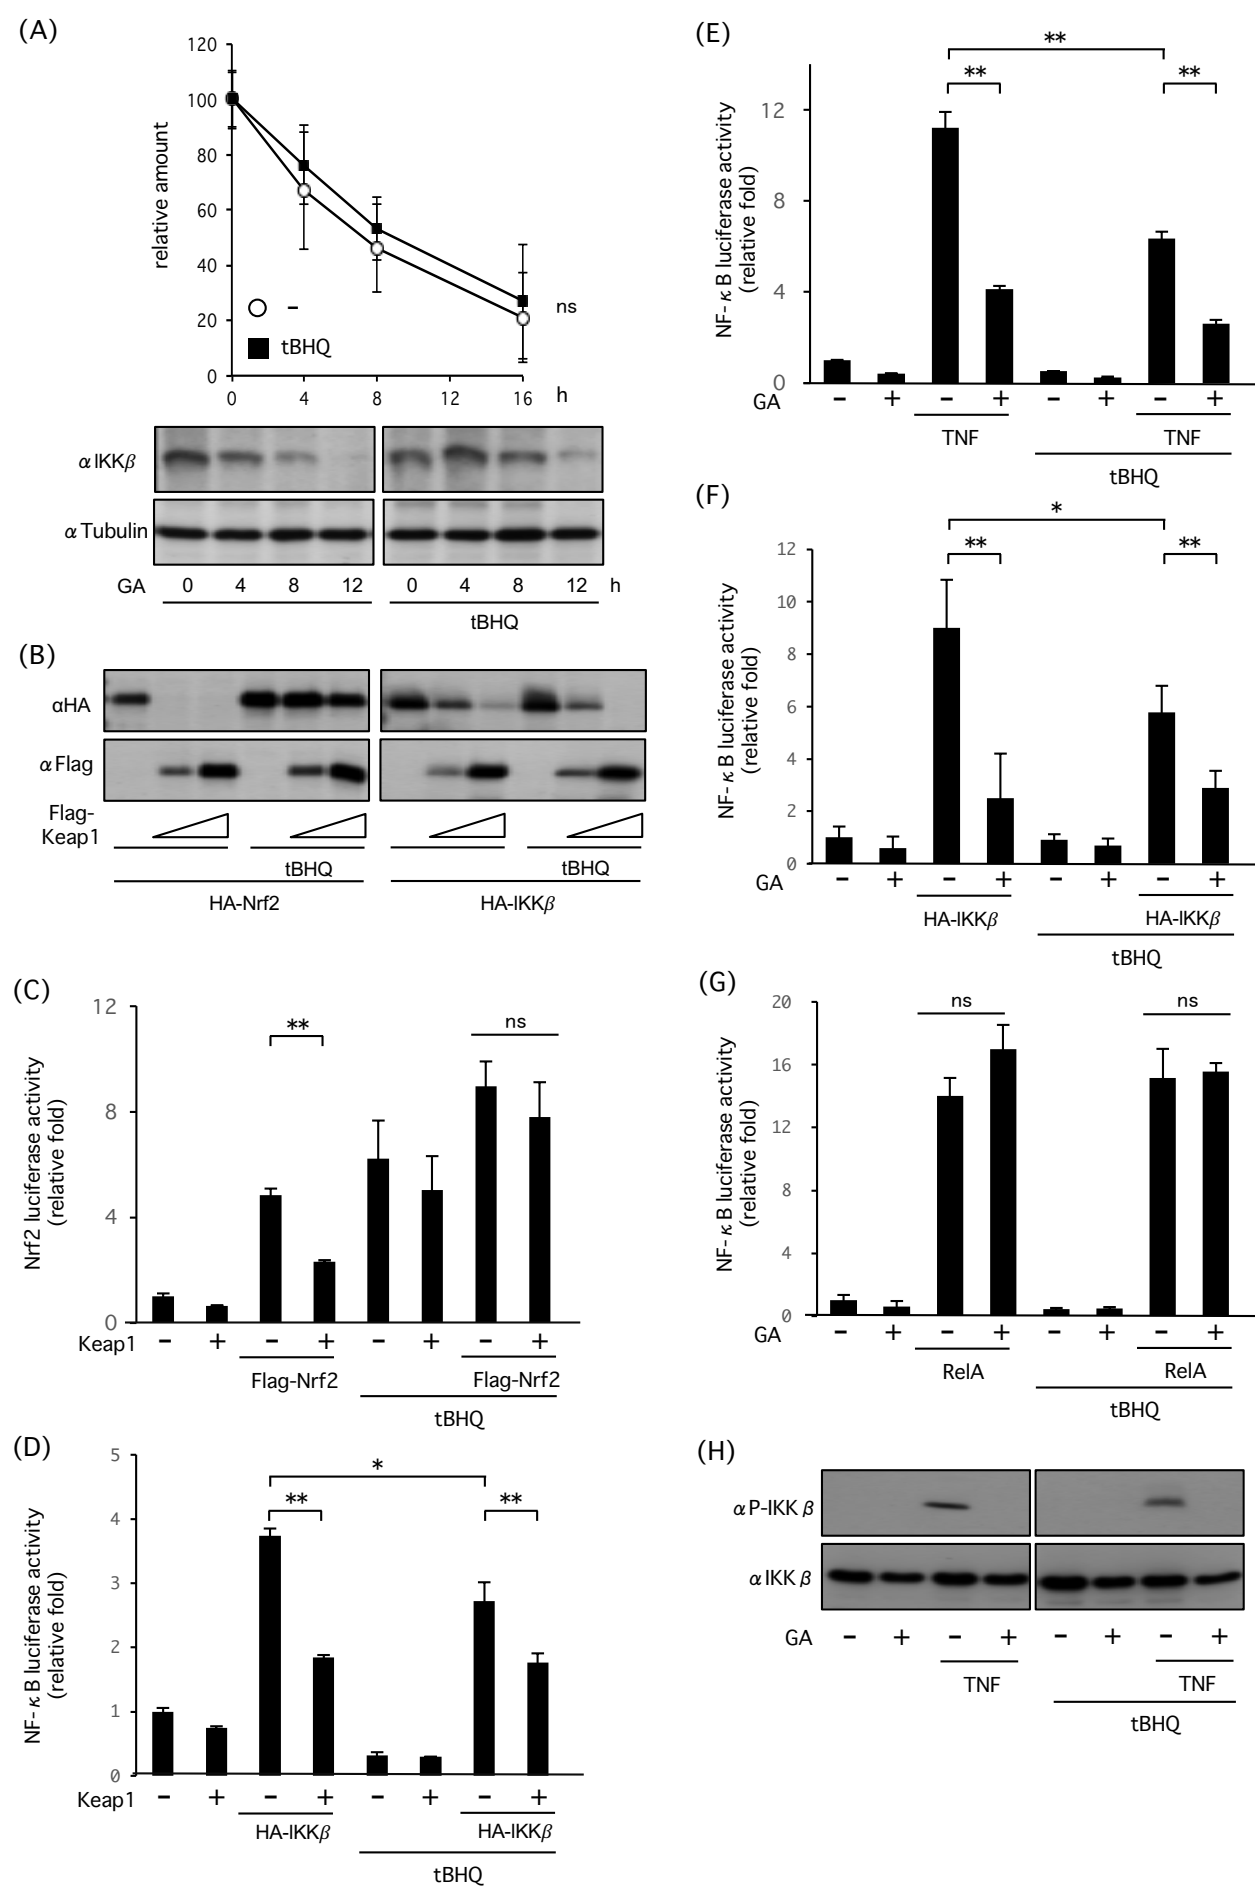 (A)
120
100
80
60
40
20
0
relative amount
–
tBHQ
ns
0 4 8 12 16 h
αIKKβ
αTubulin
GA 0 4 8 12 0 4 8 12 h
tBHQ
(B)
αHA
αFlag
Flag-
Keap1
tBHQ tBHQ
HA-Nrf2 HA-IKKβ
(C)
12
8
4
0
Nrf2 luciferase activity
(relative fold)
** ns
Keap1 – + – + – + – +
Flag-Nrf2 Flag-Nrf2
tBHQ
(D)
5
4
3
2
1
0
NF-κB luciferase activity
(relative fold)
*
** **
Keap1 – + – + – + – +
HA-IKKβ HA-IKKβ
tBHQ
(E)
12
8
4
0
NF-κB luciferase activity
(relative fold)
**
** **
GA – + – + – + – +
TNF TNF
tBHQ
(F)
12
10
8
6
4
2
0
NF-κB luciferase activity
(relative fold)
*
** **
GA – + – + – + – +
HA-IKKβ HA-IKKβ
tBHQ
(G)
20
16
12
8
4
0
NF-κB luciferase activity
(relative fold)
ns ns
GA – + – + – + – +
RelA RelA
tBHQ
(H)
αP-IKKβ
αIKKβ
GA – + – + – + – +
TNF TNF
tBHQ